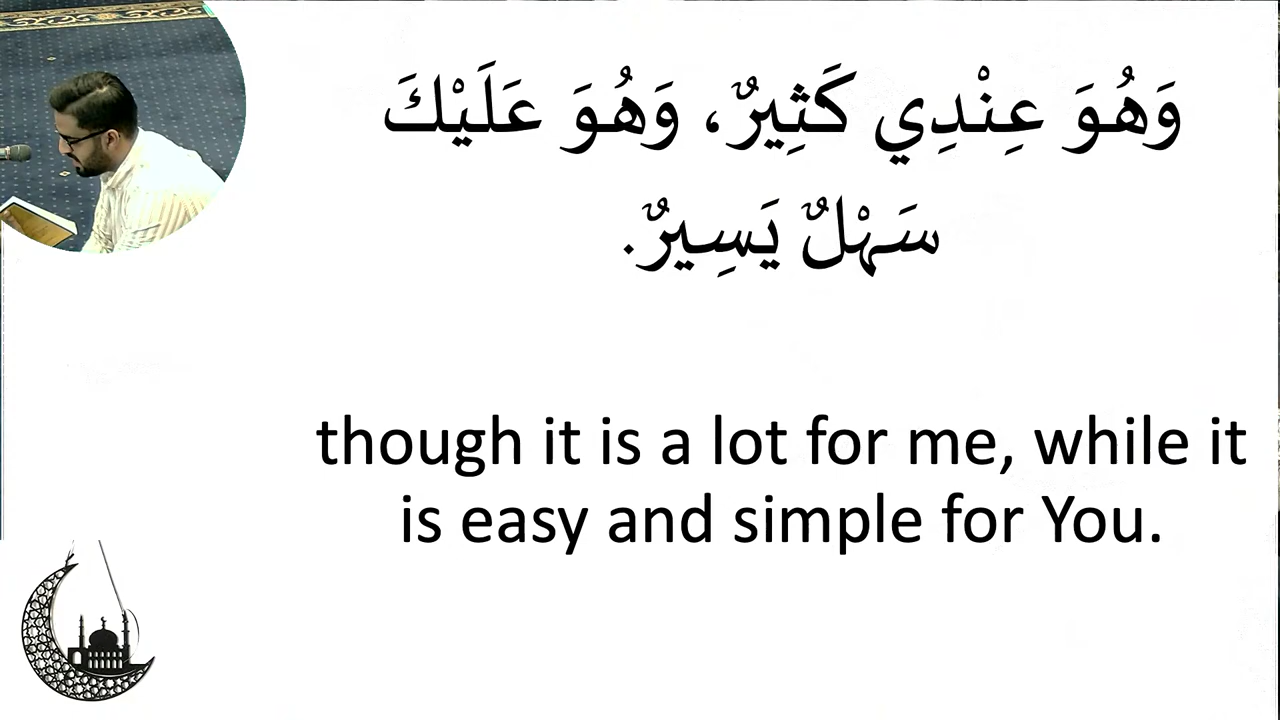 وَهُوَ عِنْدِي كَثِيرٌ، وَهُوَ عَلَيْكَ
سَهْلٌ يَسِيرٌ.
though it is a lot for me, while it
is easy and simple for You.